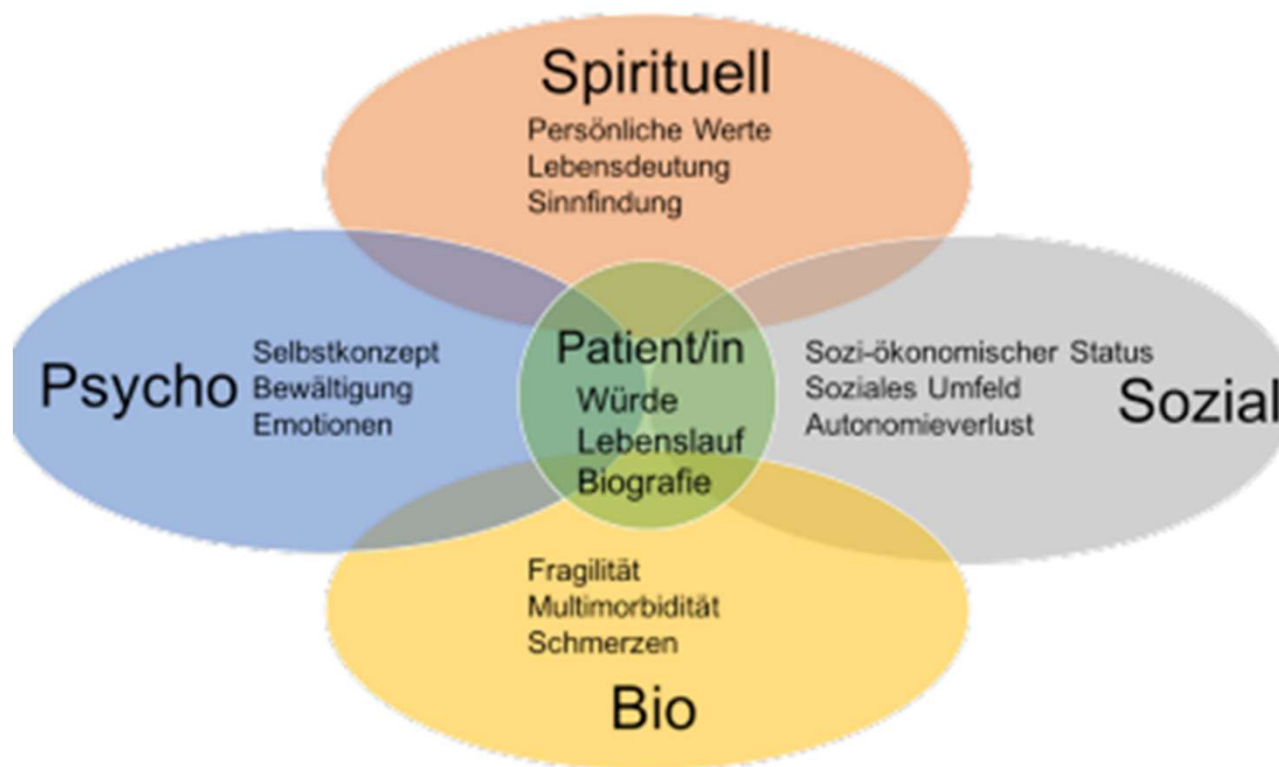 Spirituell
Persönliche Werte
Lebensdeutung
Sinnfindung
Psycho
Selbstkonzept
Bewältigung
Emotionen
Patient/in
Würde
Lebenslauf
Biografie
Sozi-ökonomischer Status
Soziales Umfeld
Autonomieverlust
Sozial
Fragilität
Multimorbidität
Schmerzen
Bio